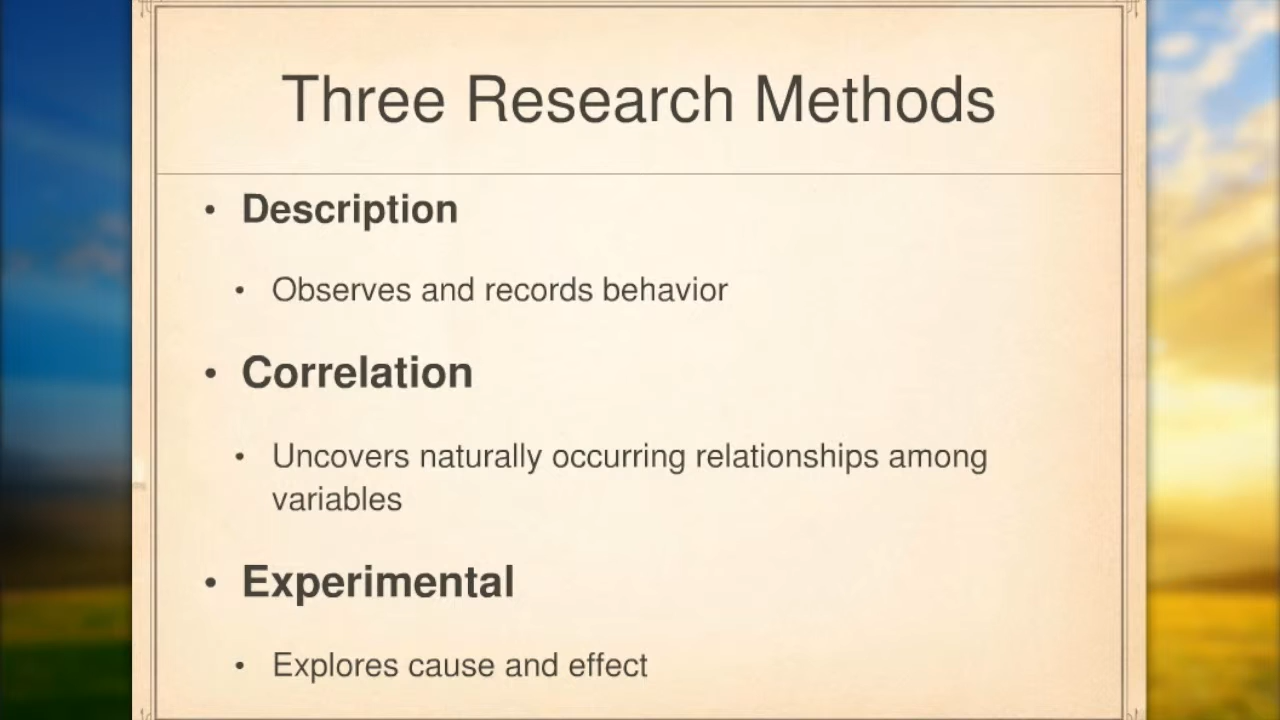 Three Research Methods
• Description
• Observes and records behavior
• Correlation
• Uncovers naturally occurring relationships among
variables
• Experimental
• Explores cause and effect